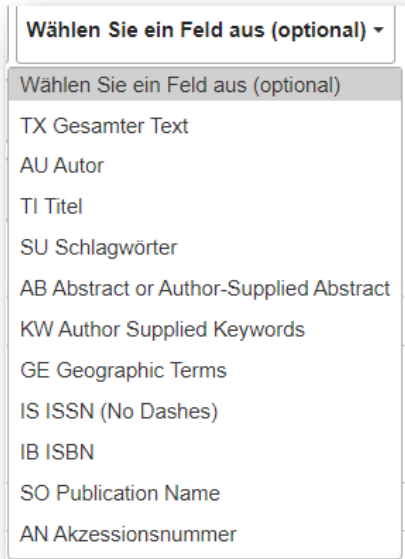 Wählen Sie ein Feld aus (optional)
Wählen Sie ein Feld aus (optional)
TX Gesamter Text
AU Autor
TI Titel
SU Schlagwörter
AB Abstract or Author-Supplied Abstract
KW Author Supplied Keywords
GE Geographic Terms
IS ISSN (No Dashes)
IB ISBN
SO Publication Name
AN Akzessionsnummer